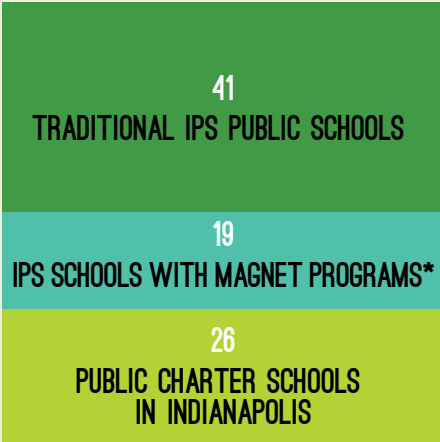 41
TRADITIONAL IPS PUBLIC SCHOOLS
19
IPS SCHOOLS WITH MAGNET PROGRAMS*
26
PUBLIC CHARTER SCHOOLS
IN INDIANAPOLIS